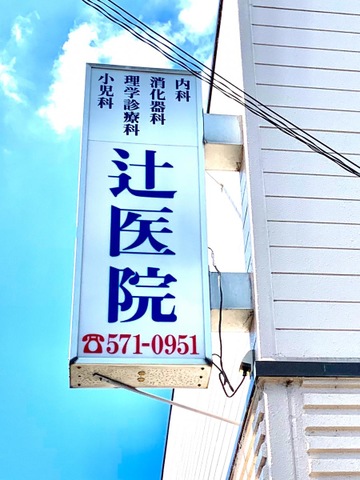 内科
消化器科
理学診療科
小児科
辻医院
☎571-0951